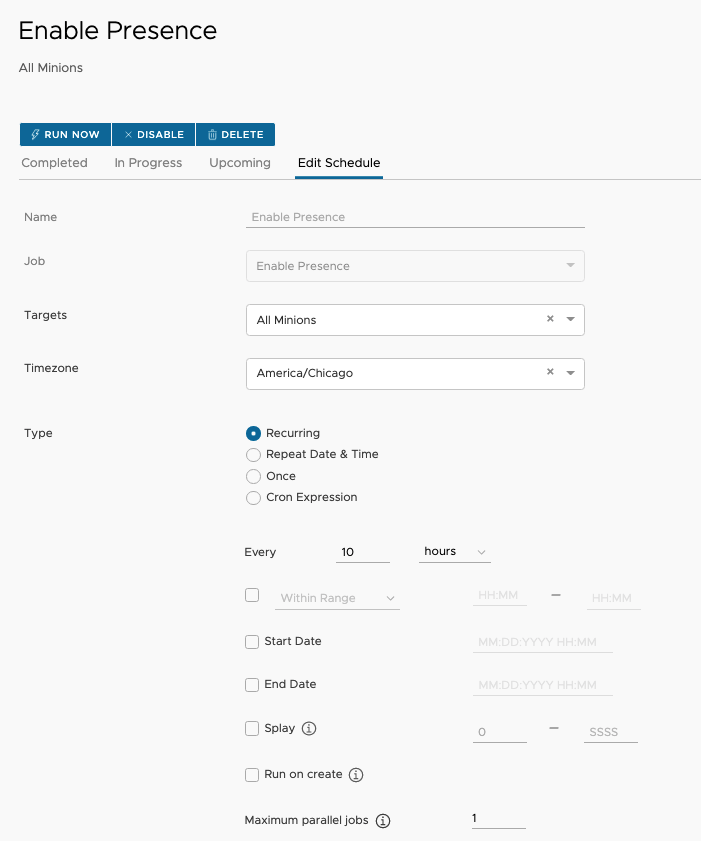 Enable Presence
All Minions
RUN NOW × DISABLE DELETE
Completed In Progress Upcoming Edit Schedule
Name Enable Presence
Job Enable Presence
Targets All Minions ×
Timezone America/Chicago ×
Type Recurring
Repeat Date & Time
Once
Cron Expression
Every 10 hours
Within Range HH:MM – HH:MM
Start Date MM:DD:YYYY HH:MM
End Date MM:DD:YYYY HH:MM
Splay 0 – SSSS
Run on create
Maximum parallel jobs 1